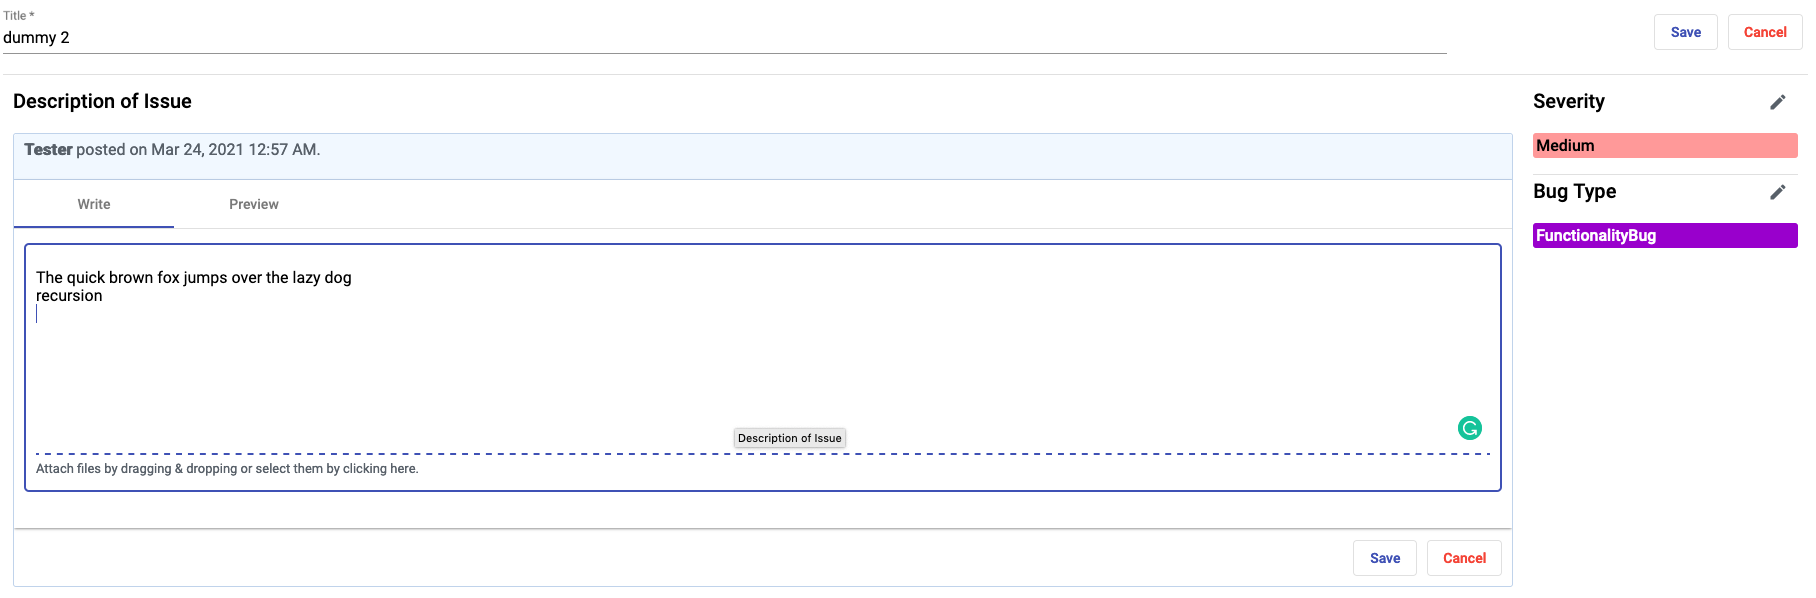 Title *
dummy 2
Save
Cancel
Description of Issue
Tester posted on Mar 24, 2021 12:57 AM.
Write
Preview
The quick brown fox jumps over the lazy dog
recursion
Description of Issue
Attach files by dragging & dropping or select them by clicking here.
Save
Cancel
Severity
Medium
Bug Type
FunctionalityBug